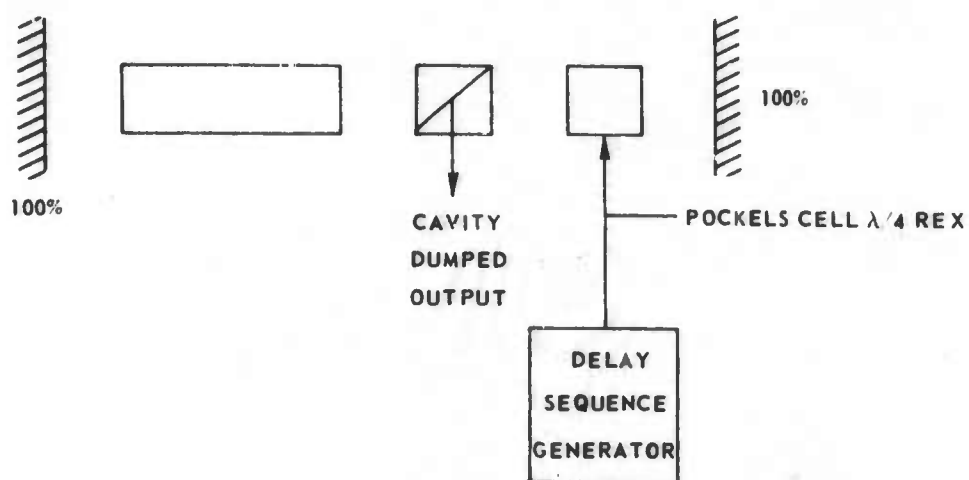 100%
100%
CAVITY
DUMPED
OUTPUT
POCKELS CELL λ/4 REX
DELAY
SEQUENCE
GENERATOR